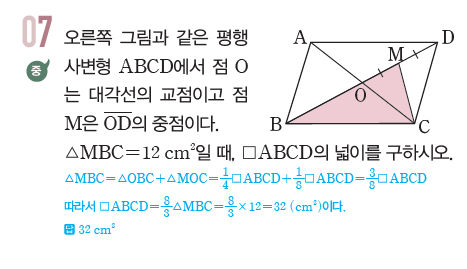 07
중
오른쪽 그림과 같은 평행
사변형 ABCD에서 점 O
는 대각선의 교점이고 점
M은 \overline{OD}의 중점이다.
△MBC=12 cm²일 때, □ABCD의 넓이를 구하시오.
A
D
M
O
B
C
△MBC=△OBC+△MOC=1/4□ABCD+1/8□ABCD=3/8□ABCD
따라서 □ABCD=8/3△MBC=8/3×12=32 (cm²)이다.
답 32 cm²